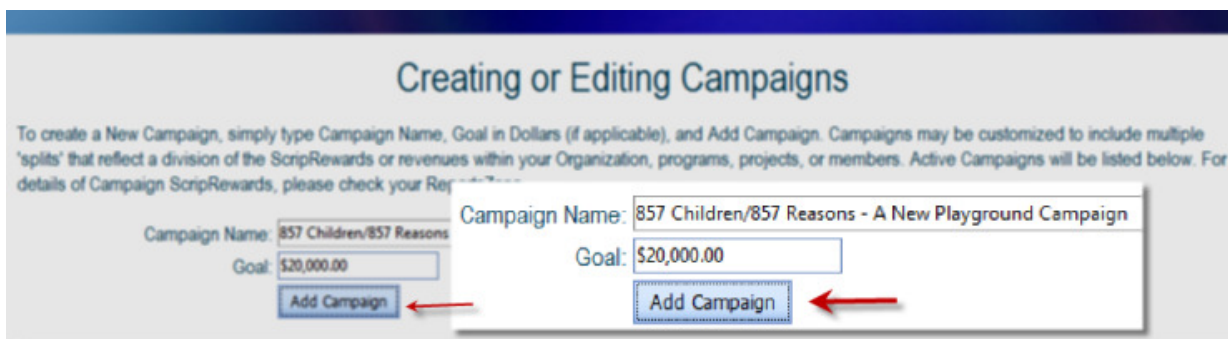 Creating or Editing Campaigns
To create a New Campaign, simply type Campaign Name, Goal in Dollars (if applicable), and Add Campaign. Campaigns may be customized to include multiple
'splits' that reflect a division of the ScripRewards or revenues within your Organization, programs, projects, or members. Active Campaigns will be listed below. For
details of Campaign ScripRewards, please check your
Campaign Name: 857 Children/857 Reasons
Goal: $20,000.00
Add Campaign
Campaign Name: 857 Children/857 Reasons - A New Playground Campaign
Goal: $20,000.00
Add Campaign